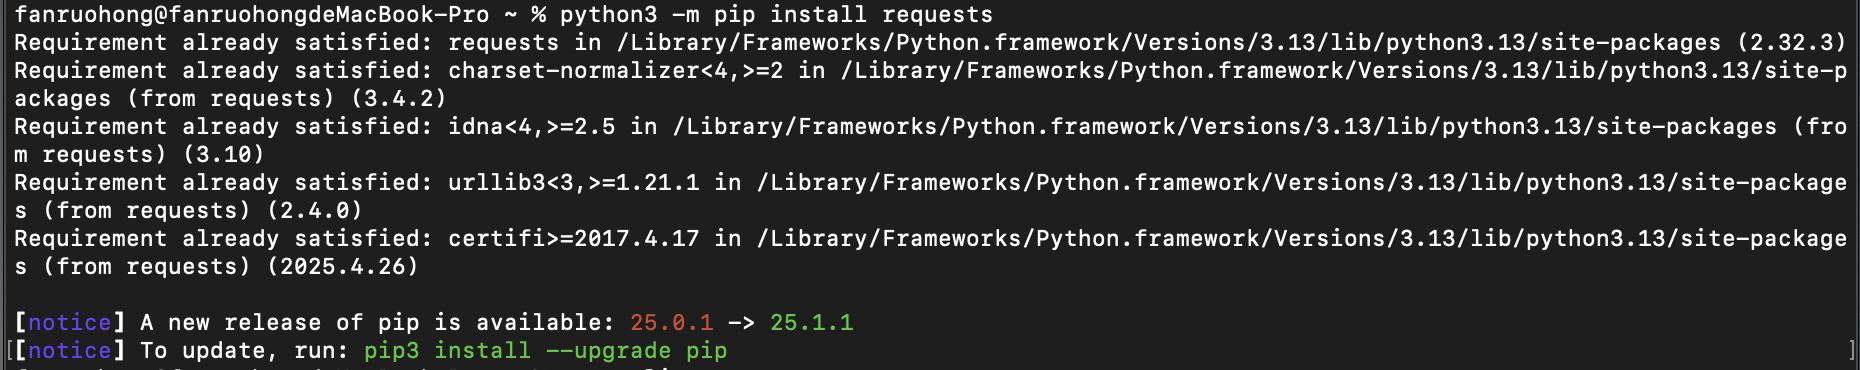 fanruohong@fanruohongdeMacBook-Pro ~ % python3 -m pip install requests
Requirement already satisfied: requests in /Library/Frameworks/Python.framework/Versions/3.13/lib/python3.13/site-packages (2.32.3)
Requirement already satisfied: charset-normalizer<4,>=2 in /Library/Frameworks/Python.framework/Versions/3.13/lib/python3.13/site-p
ackages (from requests) (3.4.2)
Requirement already satisfied: idna<4,>=2.5 in /Library/Frameworks/Python.framework/Versions/3.13/lib/python3.13/site-packages (fro
m requests) (3.10)
Requirement already satisfied: urllib3<3,>=1.21.1 in /Library/Frameworks/Python.framework/Versions/3.13/lib/python3.13/site-package
s (from requests) (2.4.0)
Requirement already satisfied: certifi>=2017.4.17 in /Library/Frameworks/Python.framework/Versions/3.13/lib/python3.13/site-package
s (from requests) (2025.4.26)
[notice] A new release of pip is available: 25.0.1 -> 25.1.1
[[notice] To update, run: pip3 install --upgrade pip ]